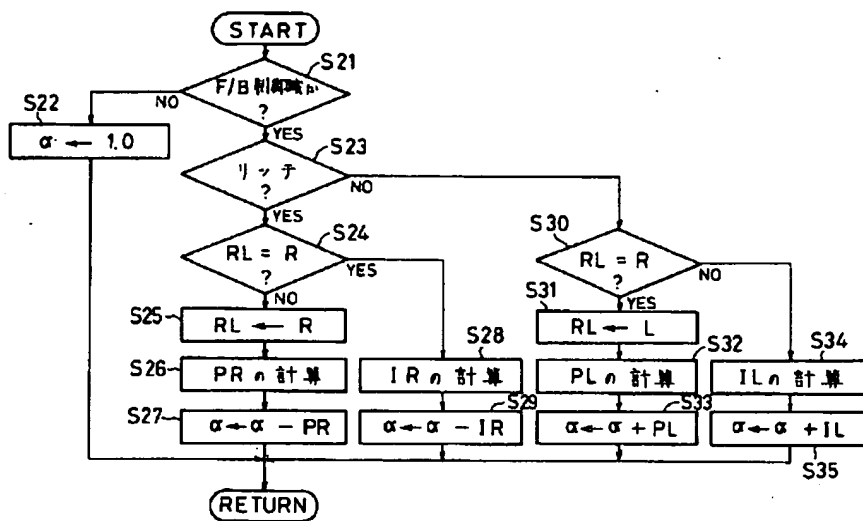 START
S21
F/B制御域か
?
NO
YES
S22
α ← 1.0
S23
リッチ
?
NO
YES
S24
RL = R
?
YES
NO
S25
RL ← R
S26
PRの計算
S27
α←α - PR
S28
IRの計算
S29
α←α - IR
S30
RL = R
?
NO
YES
S31
RL ← L
S32
PLの計算
S33
α←α + PL
S34
ILの計算
α←α + IL
S35
RETURN